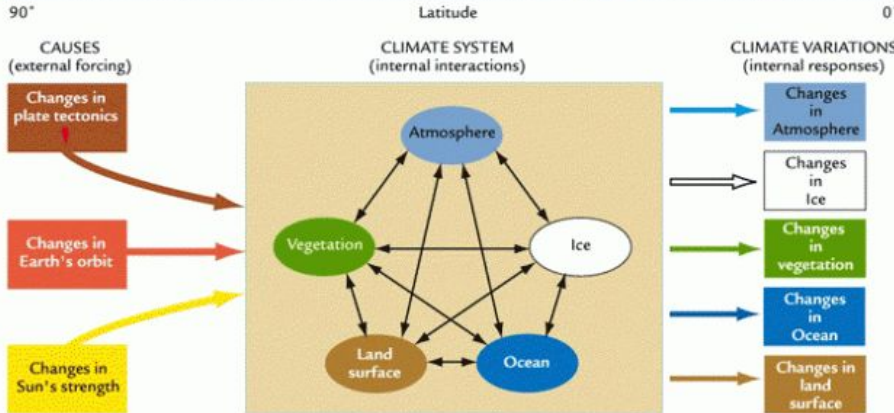 90°
Latitude
0°
CAUSES
(external forcing)
CLIMATE SYSTEM
(internal interactions)
CLIMATE VARIATIONS
(internal responses)
Changes in
plate tectonics
Changes in
Earth's orbit
Changes in
Sun's strength
Atmosphere
Vegetation
Ice
Land
surface
Ocean
Changes
in
Atmosphere
Changes
in
Ice
Changes
in
vegetation
Changes
in
Ocean
Changes in
land
surface